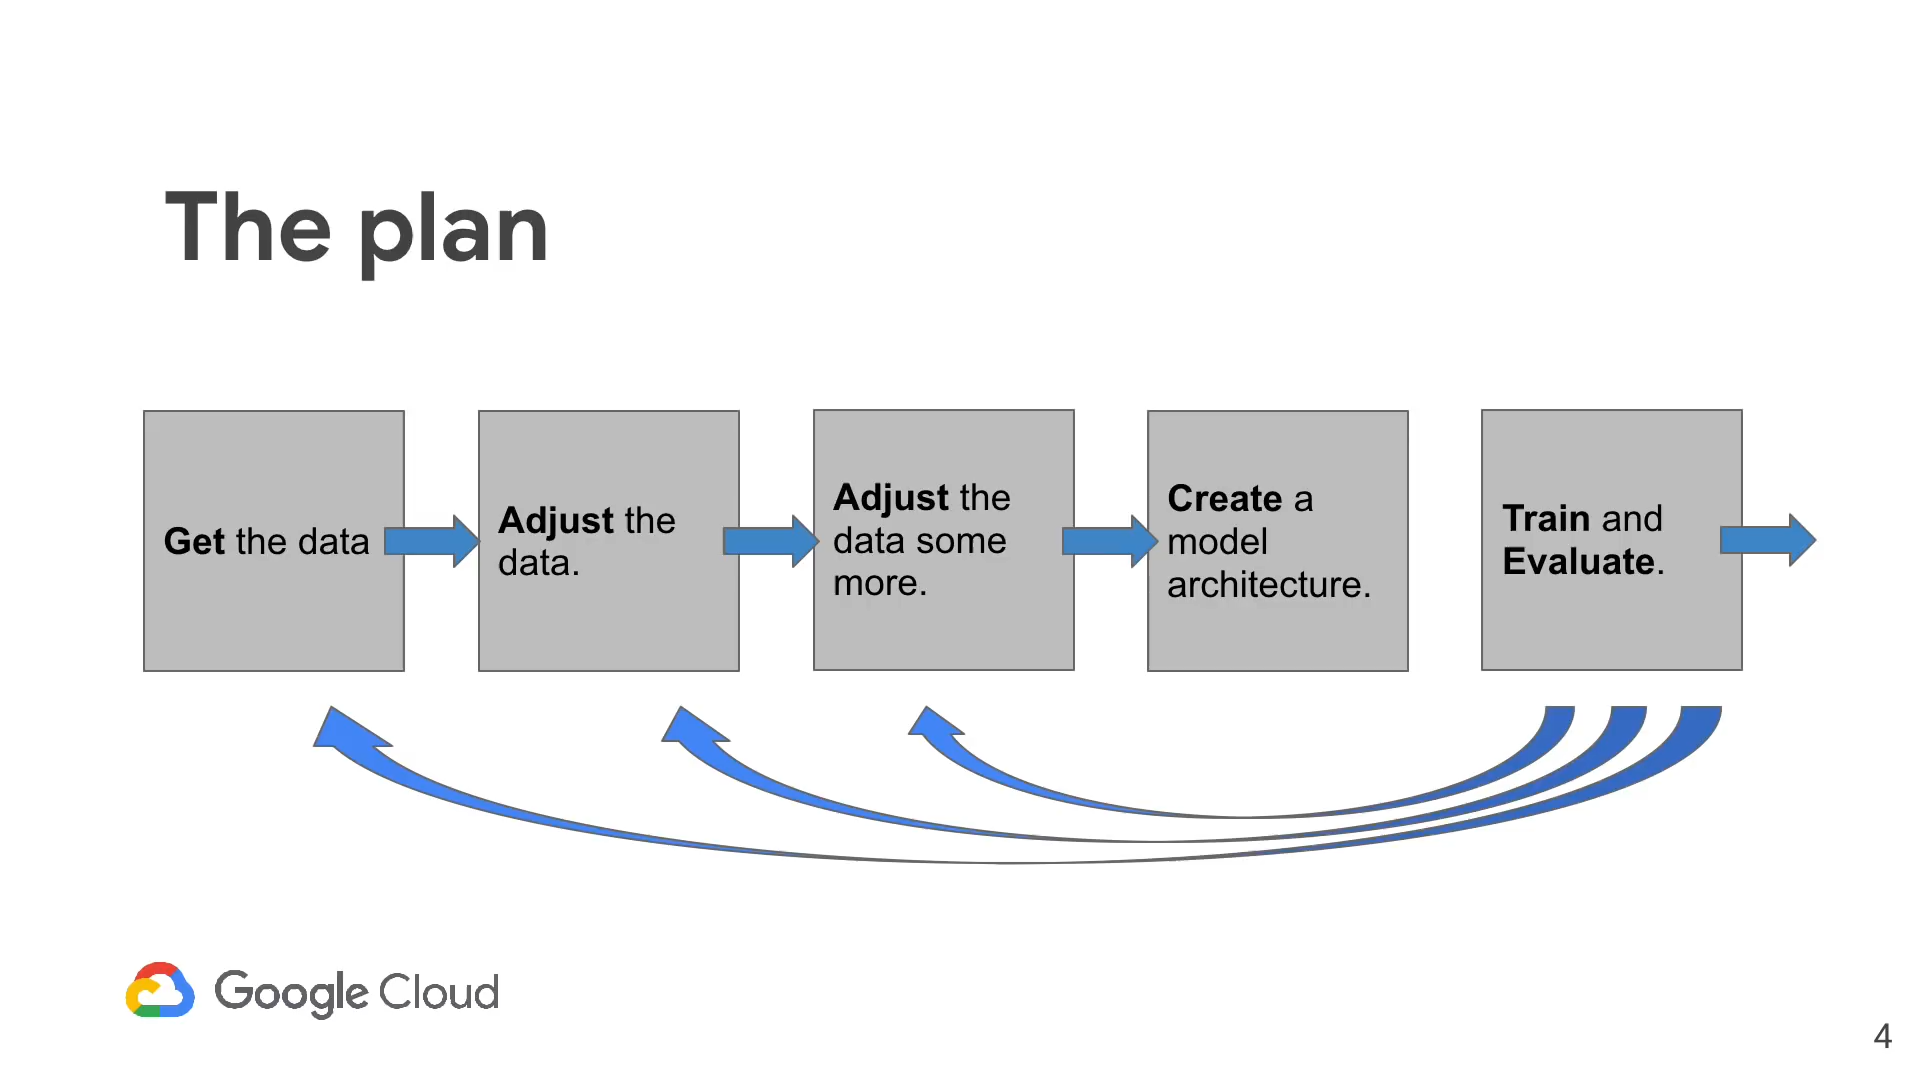 The plan
Get the data
Adjust the
data.
Adjust the
data some
more.
Create a
model
architecture.
Train and
Evaluate.
Google Cloud
4